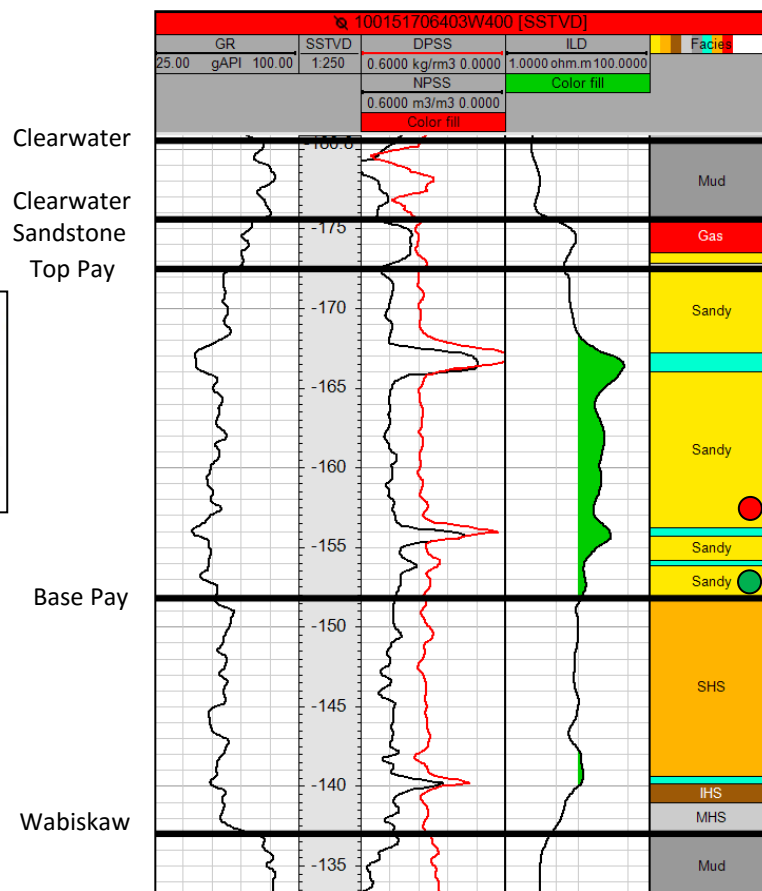 100151706403W400 [SSTVD]
GR SSTVD DPSS ILD Facies
25.00 gAPI 100.00 1:250 0.6000 kg/rm3 0.0000 1.0000 ohm.m 100.0000
NPSS Color fill
0.6000 m3/m3 0.0000
Color fill
Clearwater
Mud
Clearwater
Sandstone
-175
Gas
Top Pay
-170
Sandy
-165
Sandy
-160
-155
Sandy
Sandy
Base Pay
-150
SHS
-145
-140
IHS
MHS
Wabiskaw
-135
Mud